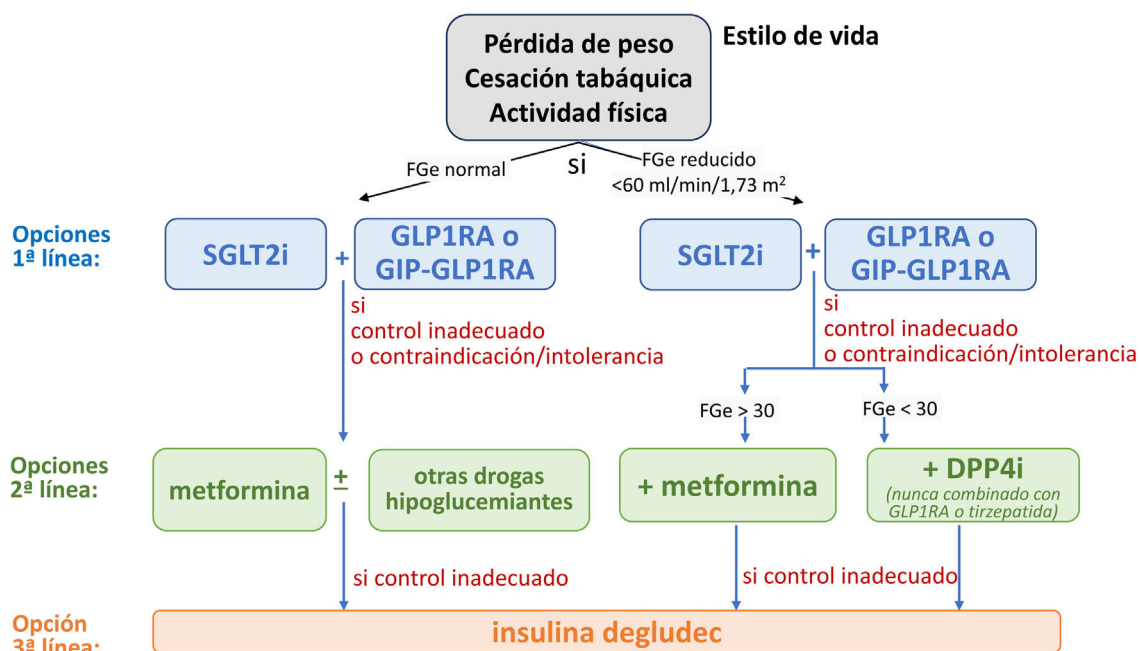 Pérdida de peso
Cesación tabáquica
Actividad física
Estilo de vida
FGe normal
si
FGe reducido
<60 ml/min/1,73 m²
Opciones
1ª línea:
SGLT2i
+
GLP1RA o
GIP-GLP1RA
SGLT2i
+
GLP1RA o
GIP-GLP1RA
si
control inadecuado
o contraindicación/intolerancia
si
control inadecuado
o contraindicación/intolerancia
FGe > 30
FGe < 30
Opciones
2ª línea:
metformina
±
otras drogas
hipoglucemiantes
+ metformina
+ DPP4i
(nunca combinado con
GLP1RA o tirzepatida)
si control inadecuado
si control inadecuado
Opción
3ª línea:
insulina degludec